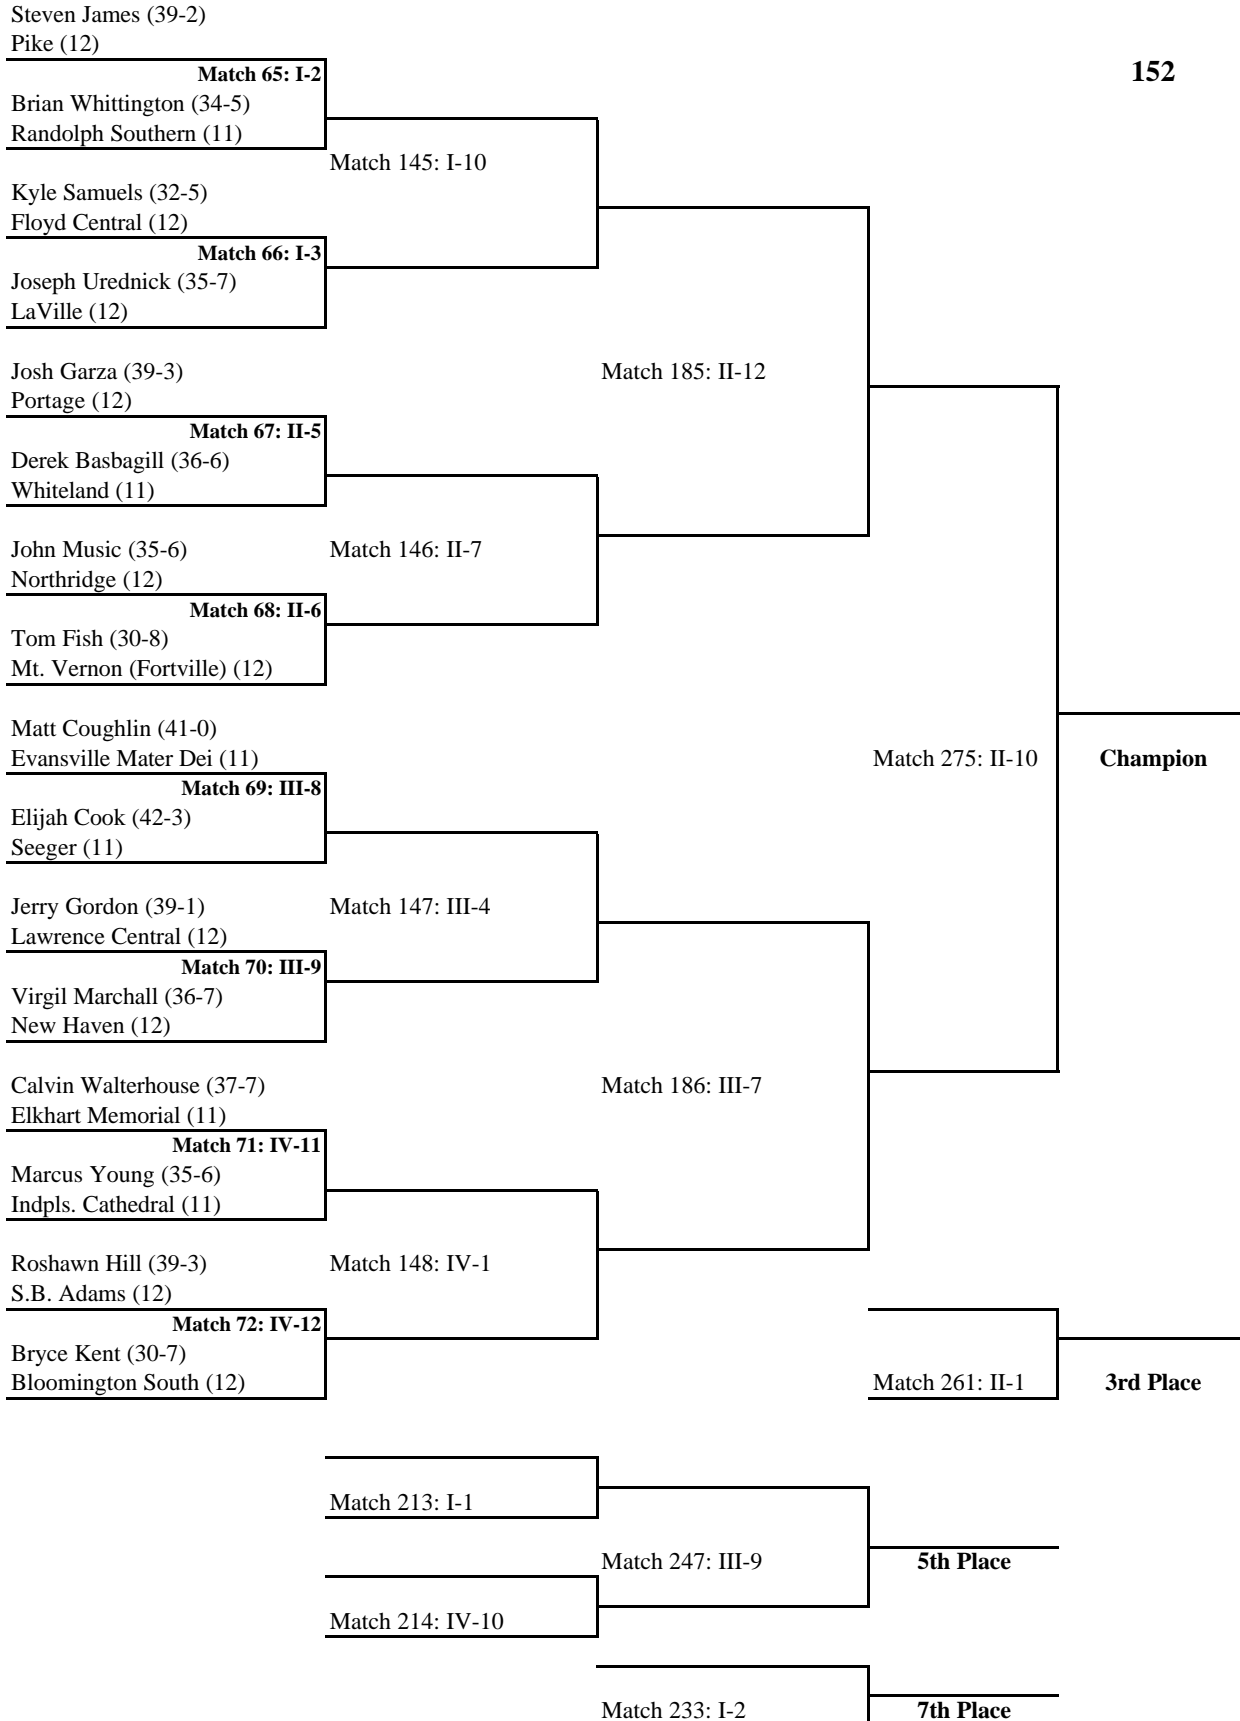 Steven James (39-2)
Pike (12)
152
Match 65: I-2
Brian Whittington (34-5)
Randolph Southern (11)
Match 145: I-10
Kyle Samuels (32-5)
Floyd Central (12)
Match 66: I-3
Joseph Urednick (35-7)
LaVille (12)
Josh Garza (39-3)
Match 185: II-12
Portage (12)
Match 67: II-5
Derek Basbagill (36-6)
Whiteland (11)
John Music (35-6)
Match 146: II-7
Northridge (12)
Match 68: II-6
Tom Fish (30-8)
Mt. Vernon (Fortville) (12)
Matt Coughlin (41-0)
Evansville Mater Dei (11)
Match 275: II-10
Champion
Match 69: III-8
Elijah Cook (42-3)
Seeger (11)
Jerry Gordon (39-1)
Match 147: III-4
Lawrence Central (12)
Match 70: III-9
Virgil Marchall (36-7)
New Haven (12)
Calvin Walterhouse (37-7)
Match 186: III-7
Elkhart Memorial (11)
Match 71: IV-11
Marcus Young (35-6)
Indpls. Cathedral (11)
Roshawn Hill (39-3)
Match 148: IV-1
S.B. Adams (12)
Match 72: IV-12
Bryce Kent (30-7)
Bloomington South (12)
Match 261: II-1
3rd Place
Match 213: I-1
Match 247: III-9
5th Place
Match 214: IV-10
Match 233: I-2
7th Place